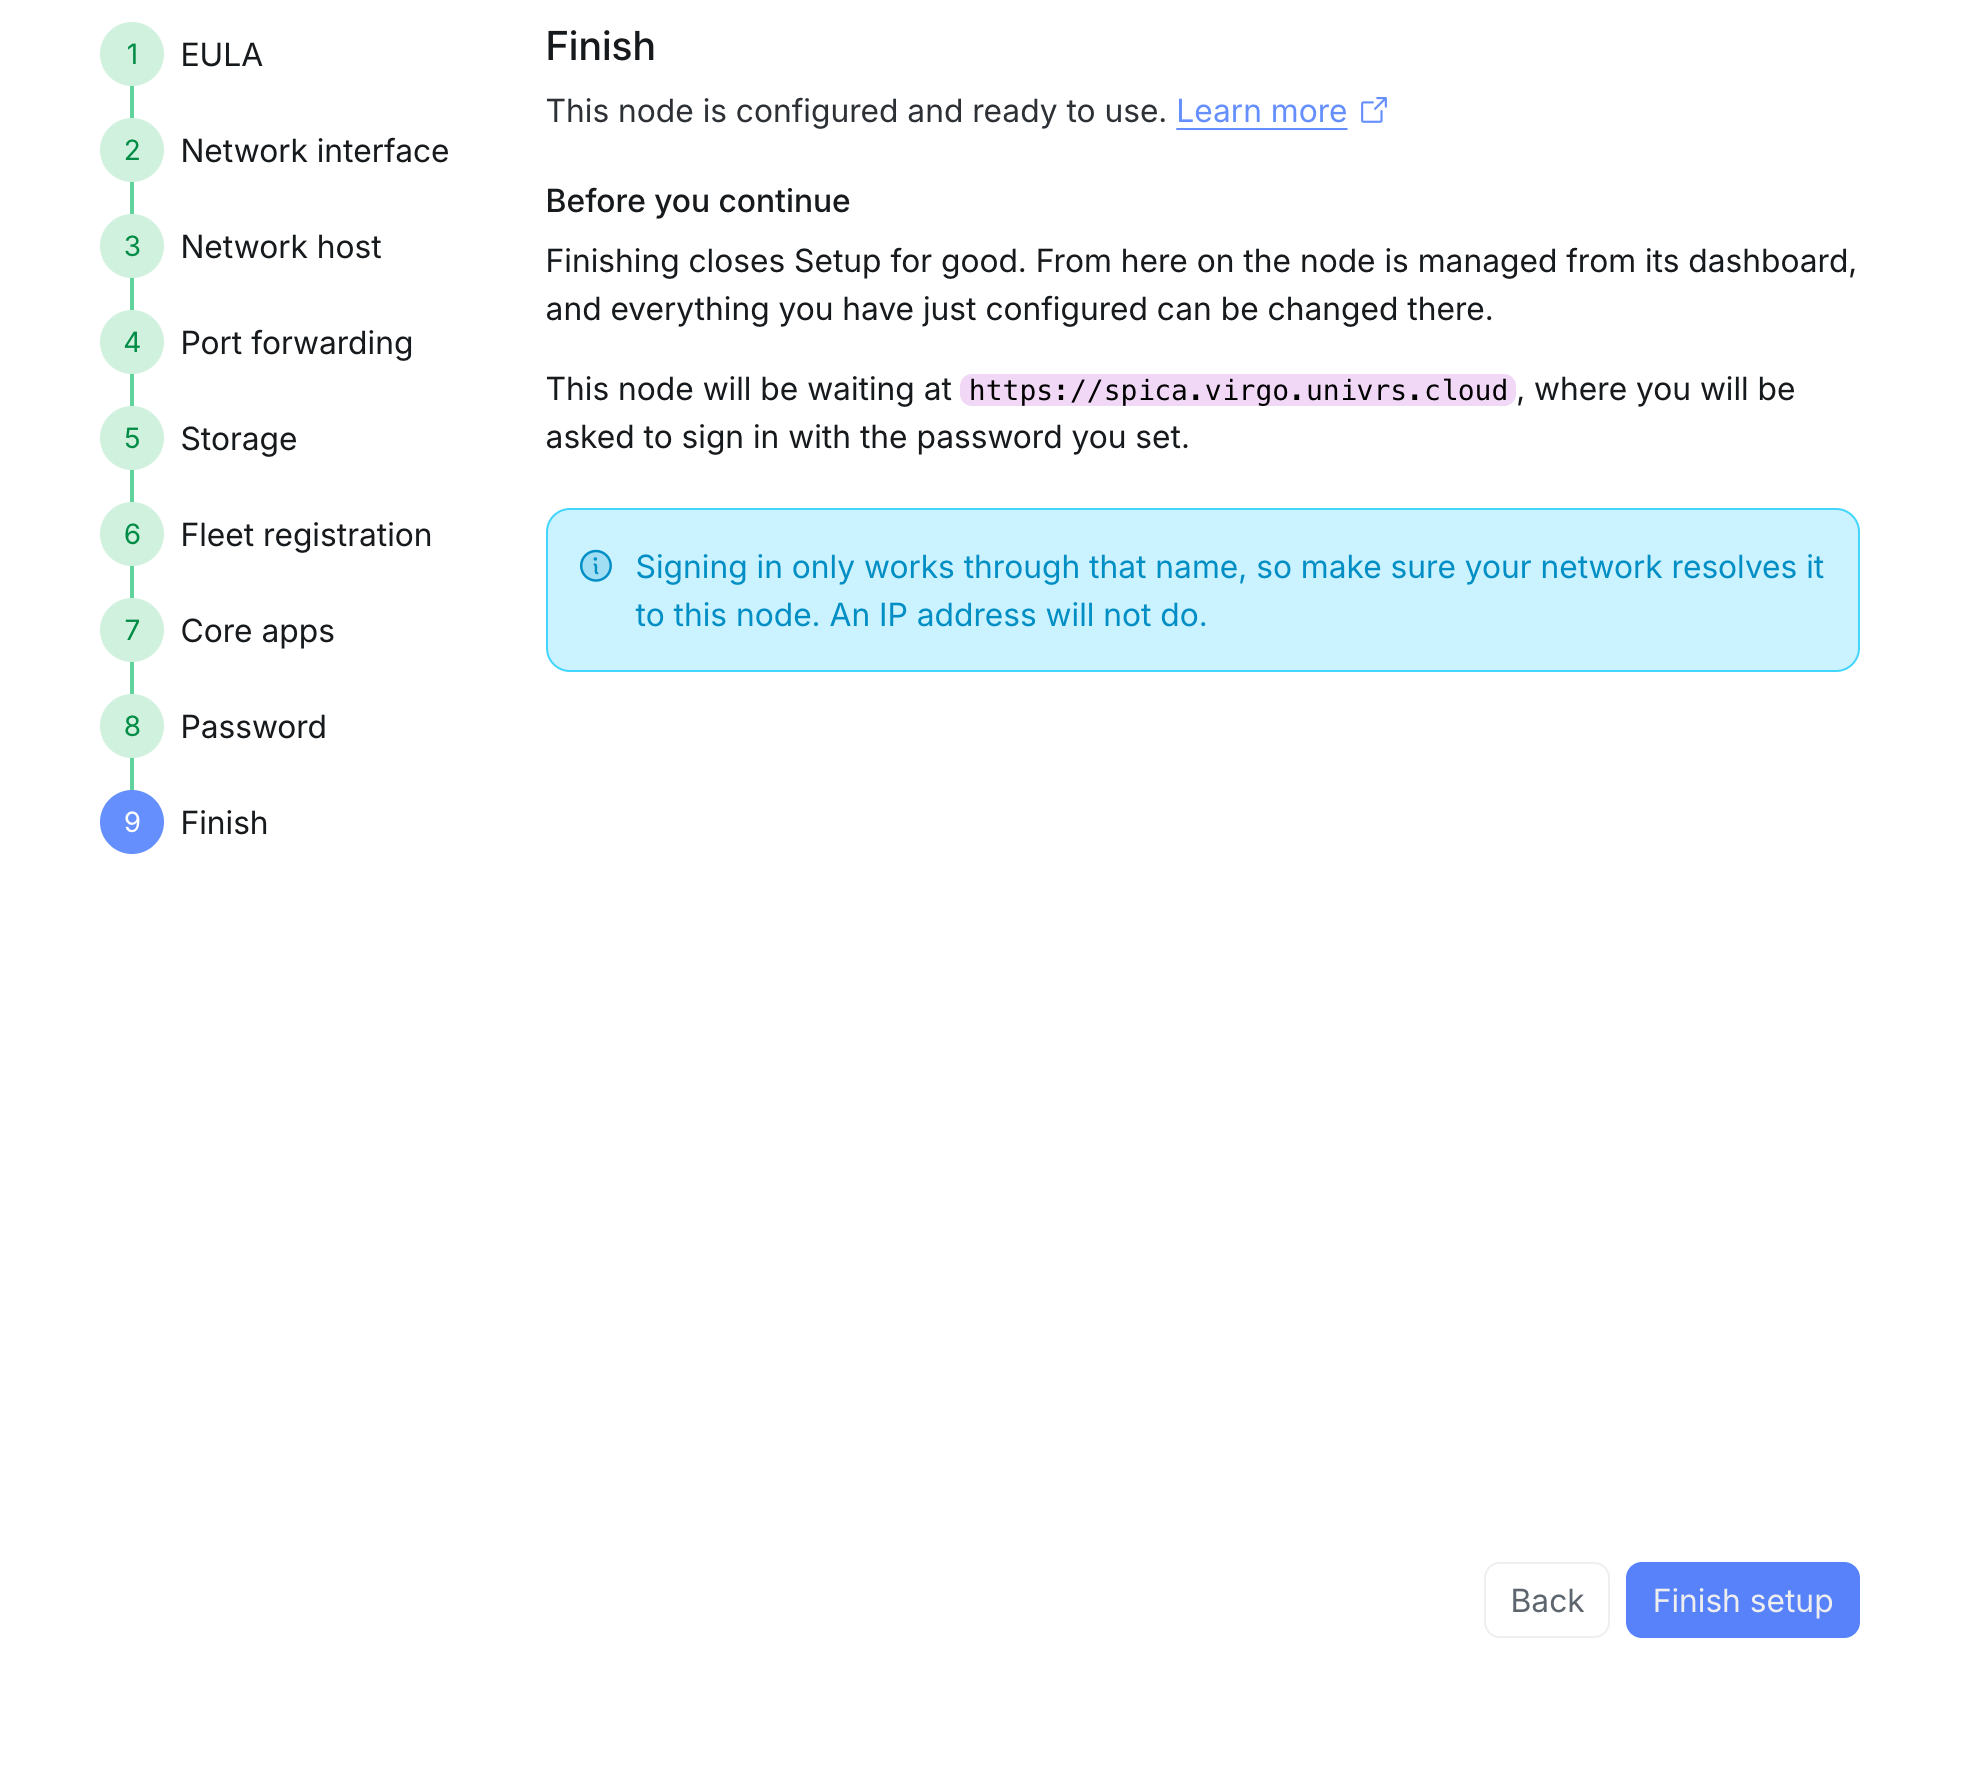 1 EULA
2 Network interface
3 Network host
4 Port forwarding
5 Storage
6 Fleet registration
7 Core apps
8 Password
9 Finish
Finish
This node is configured and ready to use. Learn more
Before you continue
Finishing closes Setup for good. From here on the node is managed from its dashboard,
and everything you have just configured can be changed there.
This node will be waiting at https://spica.virgo.univrs.cloud, where you will be
asked to sign in with the password you set.
Signing in only works through that name, so make sure your network resolves it
to this node. An IP address will not do.
Back
Finish setup